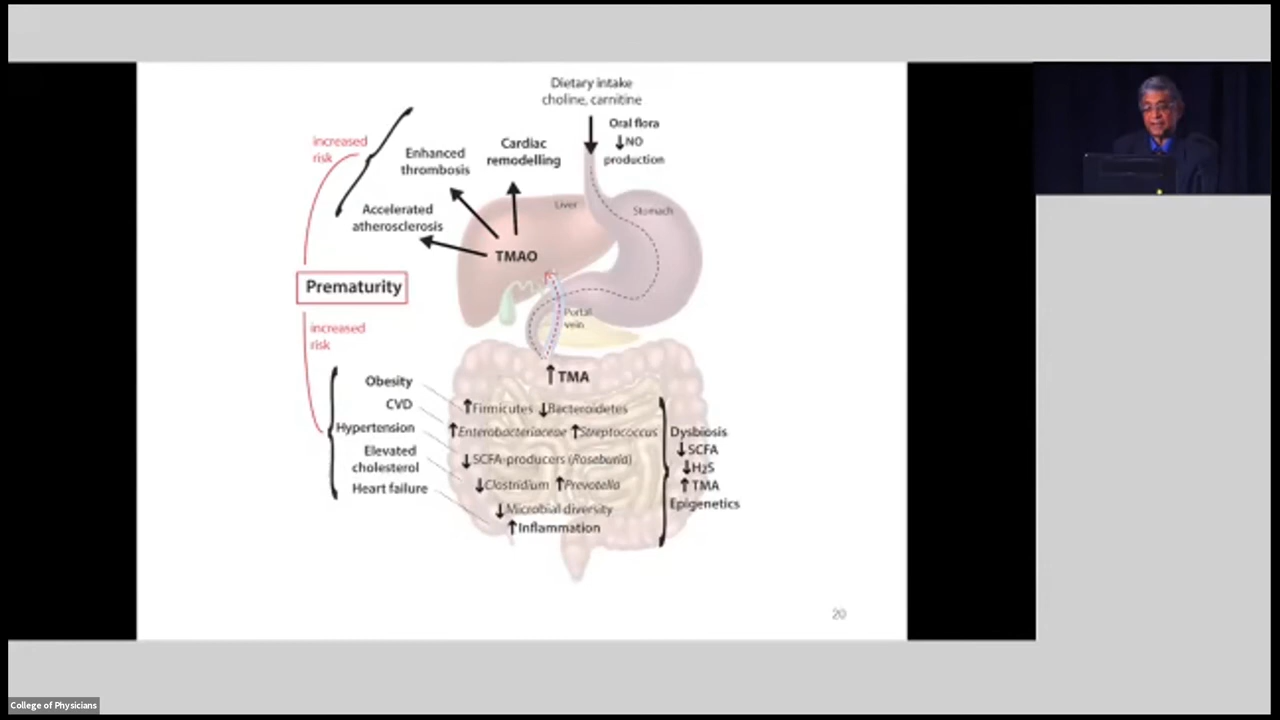 Dietary intake
choline, carnitine
Oral flora
↓NO
production
increased
risk
Enhanced
thrombosis
Cardiac
remodelling
Accelerated
atherosclerosis
Liver
Stomach
TMAO
Prematurity
Portal
vein
increased
risk
↑TMA
Obesity
CVD
Hypertension
Elevated
cholesterol
Heart failure
↑Firmicutes ↓Bacteroidetes
↑Enterobacteriaceae ↑Streptococcus
↓SCFA-producers (Roseburia)
↓Clostridium ↑Prevotella
↓Microbial diversity
↑Inflammation
Dysbiosis
↓SCFA
↓H2S
↑TMA
Epigenetics
20
College of Physicians